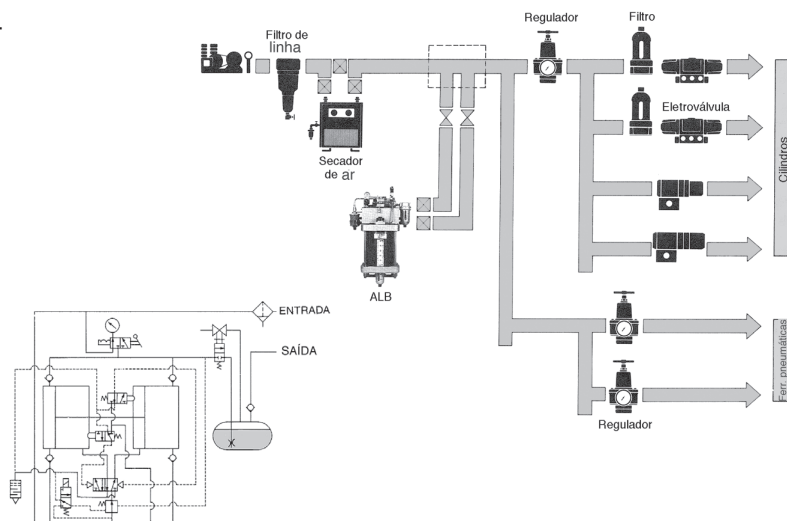 Regulador
Filtro
Filtro de
linha
Eletroválvula
Secador
de ar
Cilindros
ALB
ENTRADA
SAÍDA
Ferr. pneumáticas
Regulador